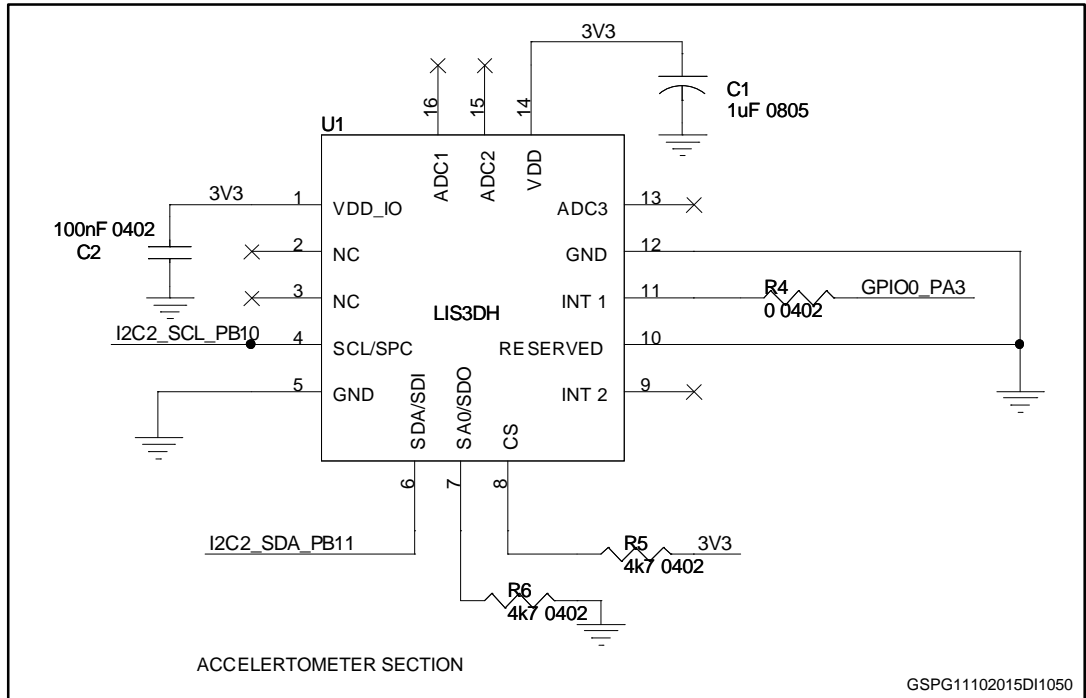 3V3
C1
1uF 0805
16
15
14
U1
ADC1
ADC2
VDD
3V3
1
VDD_IO
ADC3
13
100nF 0402
C2
2
NC
GND
12
3
NC
INT 1
11
R4
0 0402
GPIO0_PA3
LIS3DH
I2C2_SCL_PB10
4
SCL/SPC
RESERVED
10
5
GND
INT 2
9
SDA/SDI
SA0/SDO
CS
6
7
8
I2C2_SDA_PB11
R5
4k7 0402
3V3
R6
4k7 0402
ACCELERTOMETER SECTION
GSPG11102015DI1050